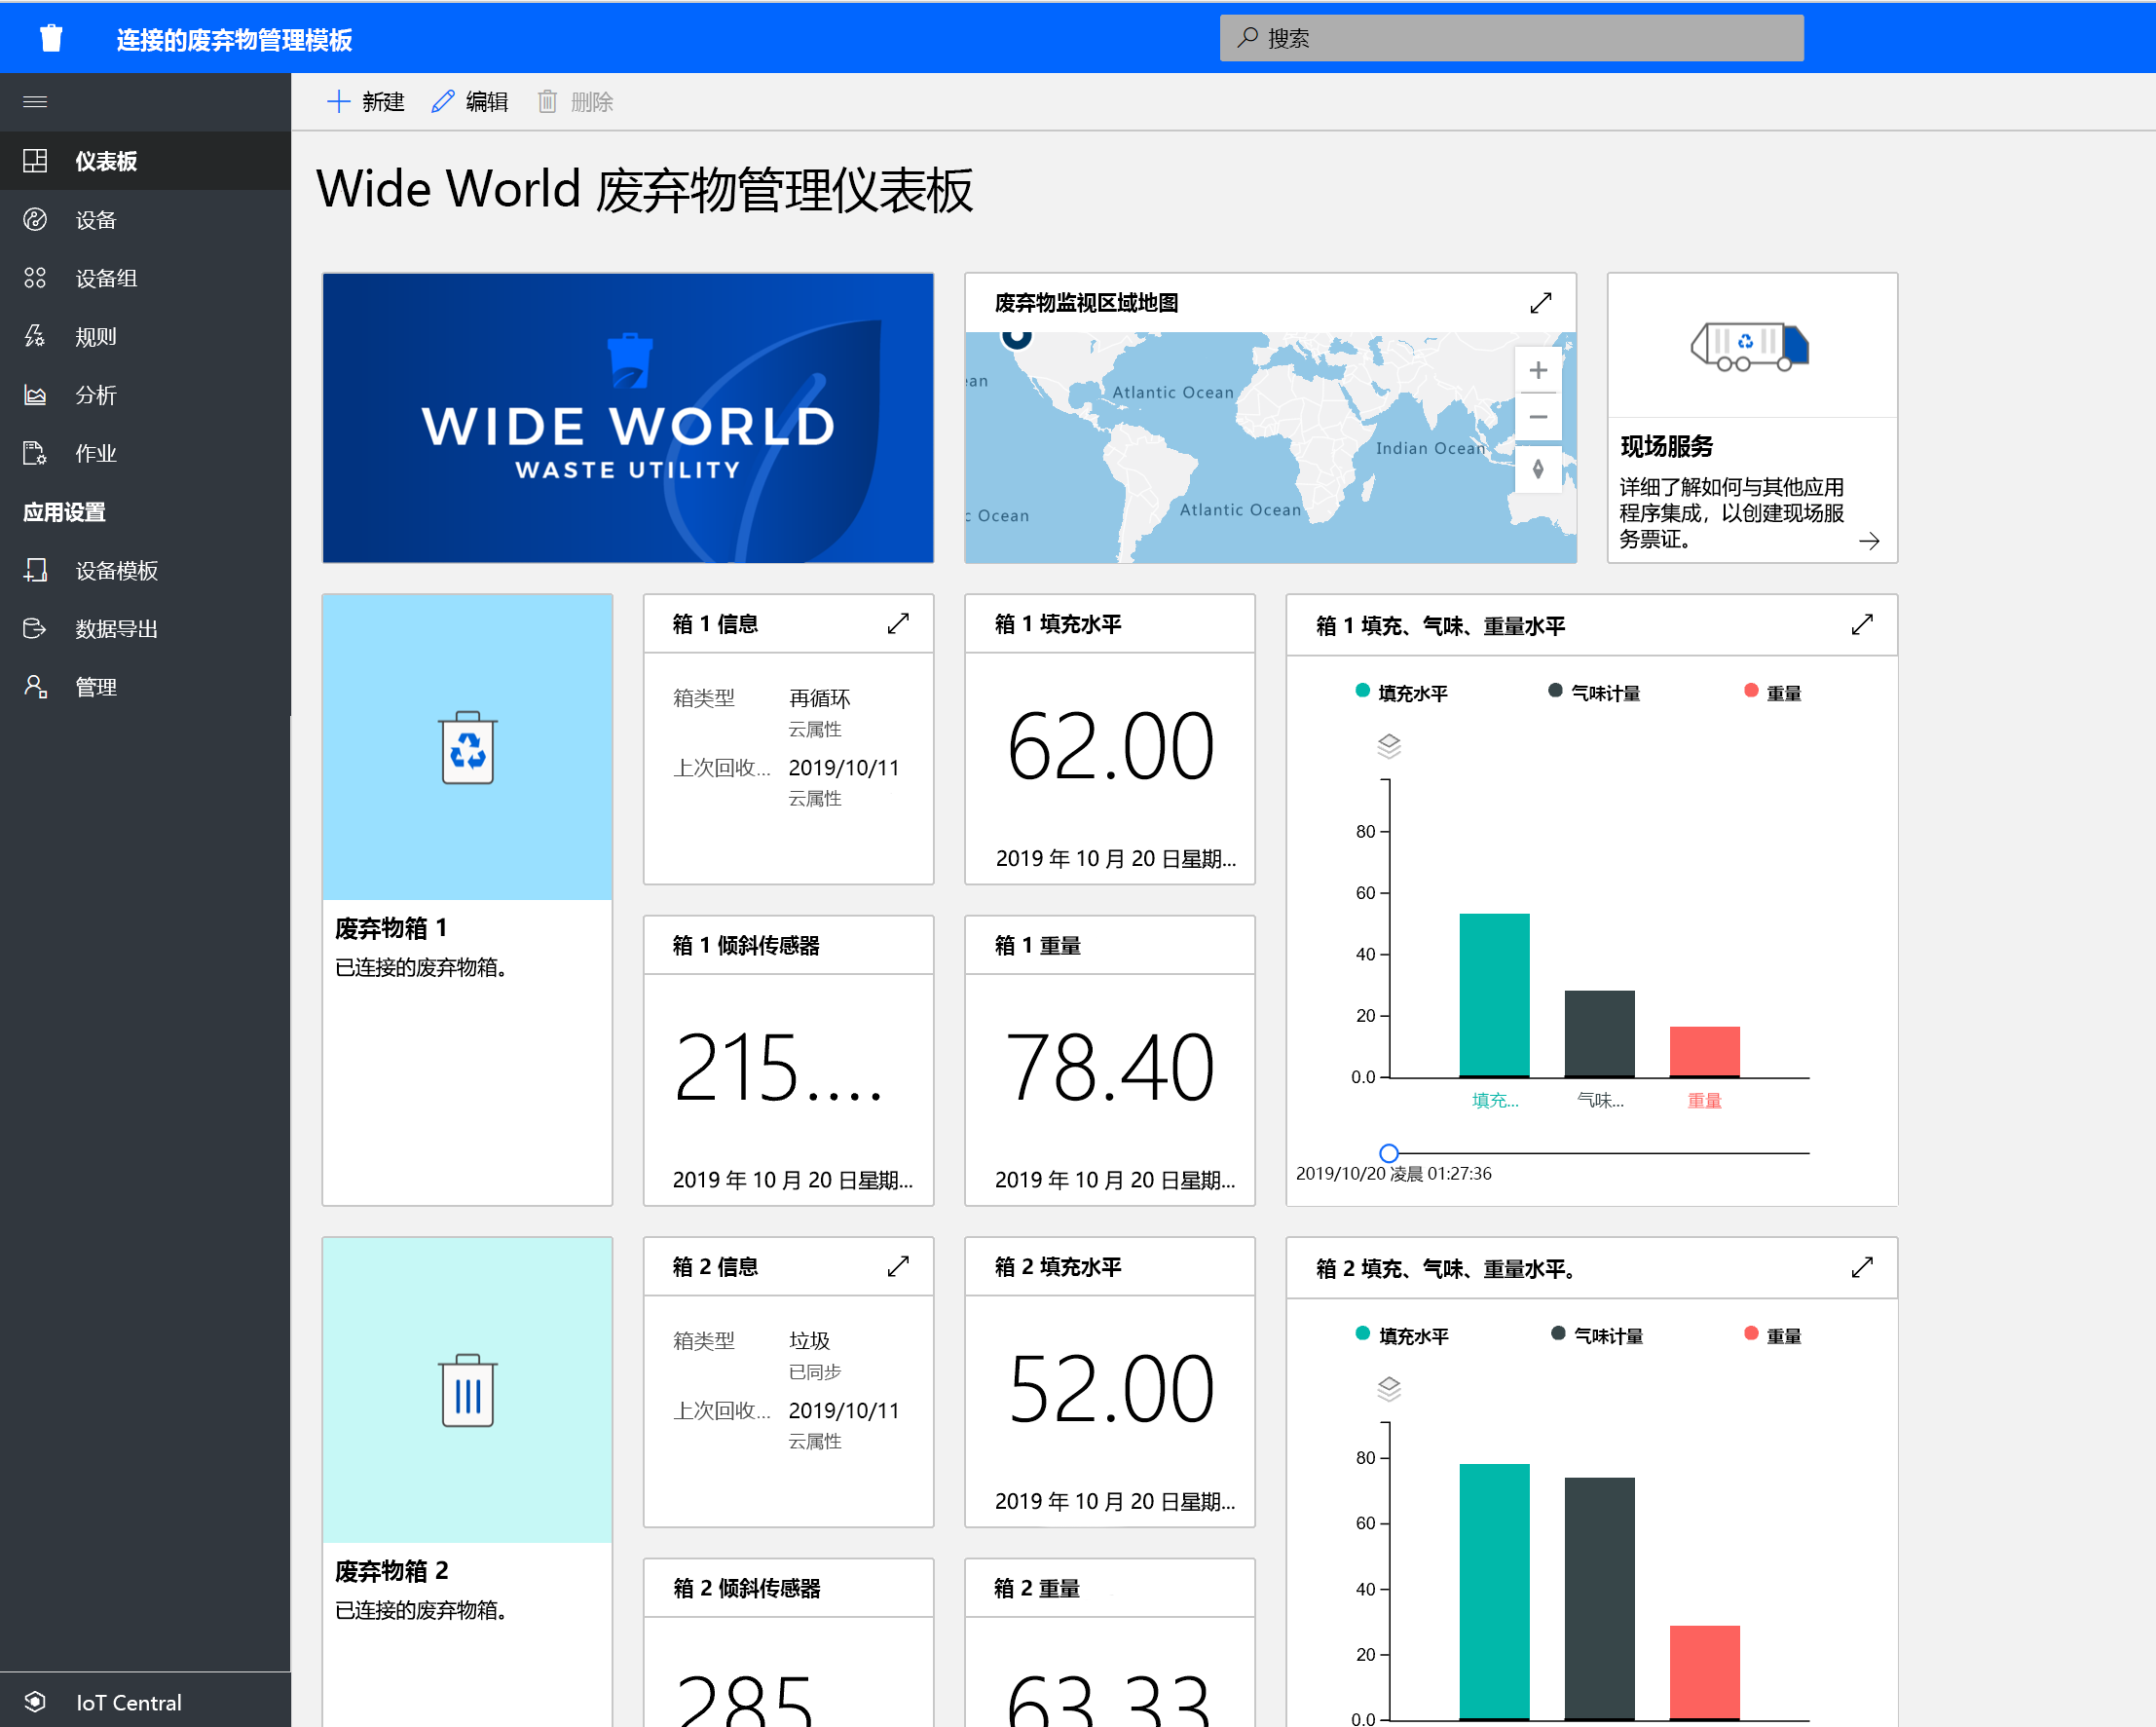 连接的废弃物管理模板
搜索
新建 编辑 删除
仪表板
设备
设备组
规则
分析
作业
应用设置
设备模板
数据导出
管理
IoT Central
Wide World 废弃物管理仪表板
WIDE WORLD
WASTE UTILITY
废弃物监视区域地图
ean
Atlantic Ocean
Indian Ocean
Atlantic Ocean
c Ocean
现场服务
详细了解如何与其他应用
程序集成，以创建现场服
务票证。
废弃物箱 1
已连接的废弃物箱。
箱 1 信息
箱类型 再循环
云属性
上次回收... 2019/10/11
云属性
箱 1 填充水平
62.00
2019 年 10 月 20 日星期...
箱 1 倾斜传感器
215....
2019 年 10 月 20 日星期...
箱 1 重量
78.40
2019 年 10 月 20 日星期...
箱 1 填充、气味、重量水平
填充水平 气味计量 重量
80
60
40
20
0.0
填充... 气味... 重量
2019/10/20 凌晨 01:27:36
废弃物箱 2
已连接的废弃物箱。
箱 2 信息
箱类型 垃圾
已同步
上次回收... 2019/10/11
云属性
箱 2 填充水平
52.00
2019 年 10 月 20 日星期...
箱 2 倾斜传感器
285
箱 2 重量
63.33
箱 2 填充、气味、重量水平。
填充水平 气味计量 重量
80
60
40
20
0.0